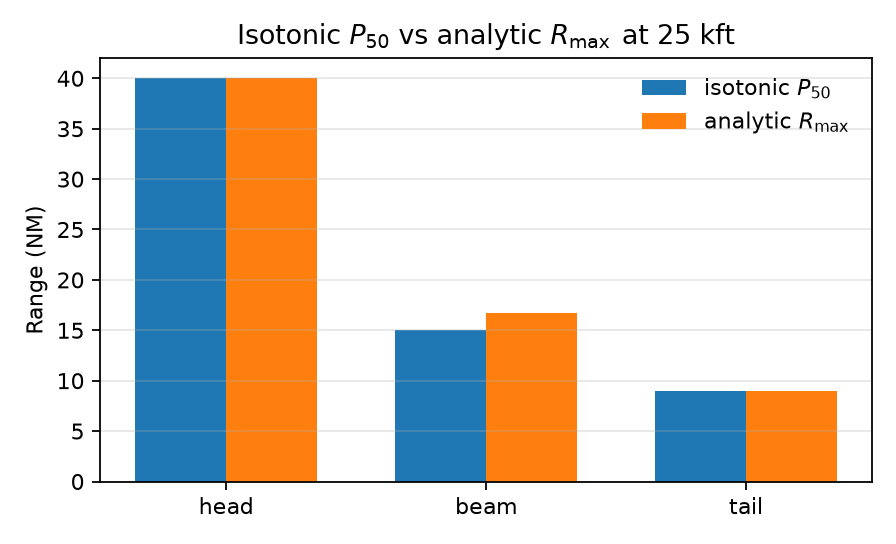 Isotonic P50 vs analytic Rmax at 25 kft
isotonic P50
analytic Rmax
Range (NM)
40
35
30
25
20
15
10
5
0
head
beam
tail